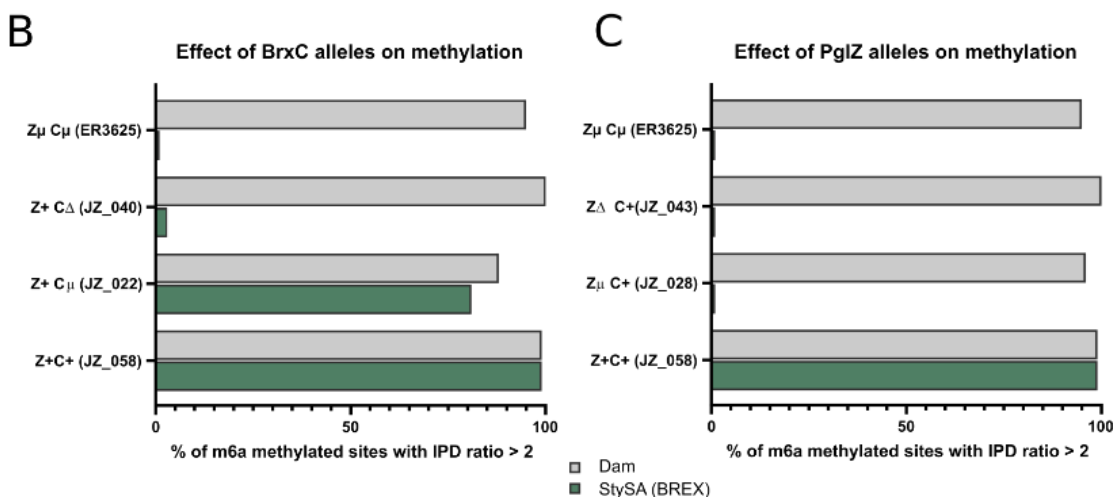 B
Effect of BrxC alleles on methylation
Zμ Cμ (ER3625)
Z+ CΔ (JZ_040)
Z+ Cμ (JZ_022)
Z+C+ (JZ_058)
0
50
100
% of m6a methylated sites with IPD ratio > 2
C
Effect of PglZ alleles on methylation
Zμ Cμ (ER3625)
ZΔ C+(JZ_043)
Zμ C+ (JZ_028)
Z+C+ (JZ_058)
0
50
100
% of m6a methylated sites with IPD ratio > 2
Dam
StySA (BREX)